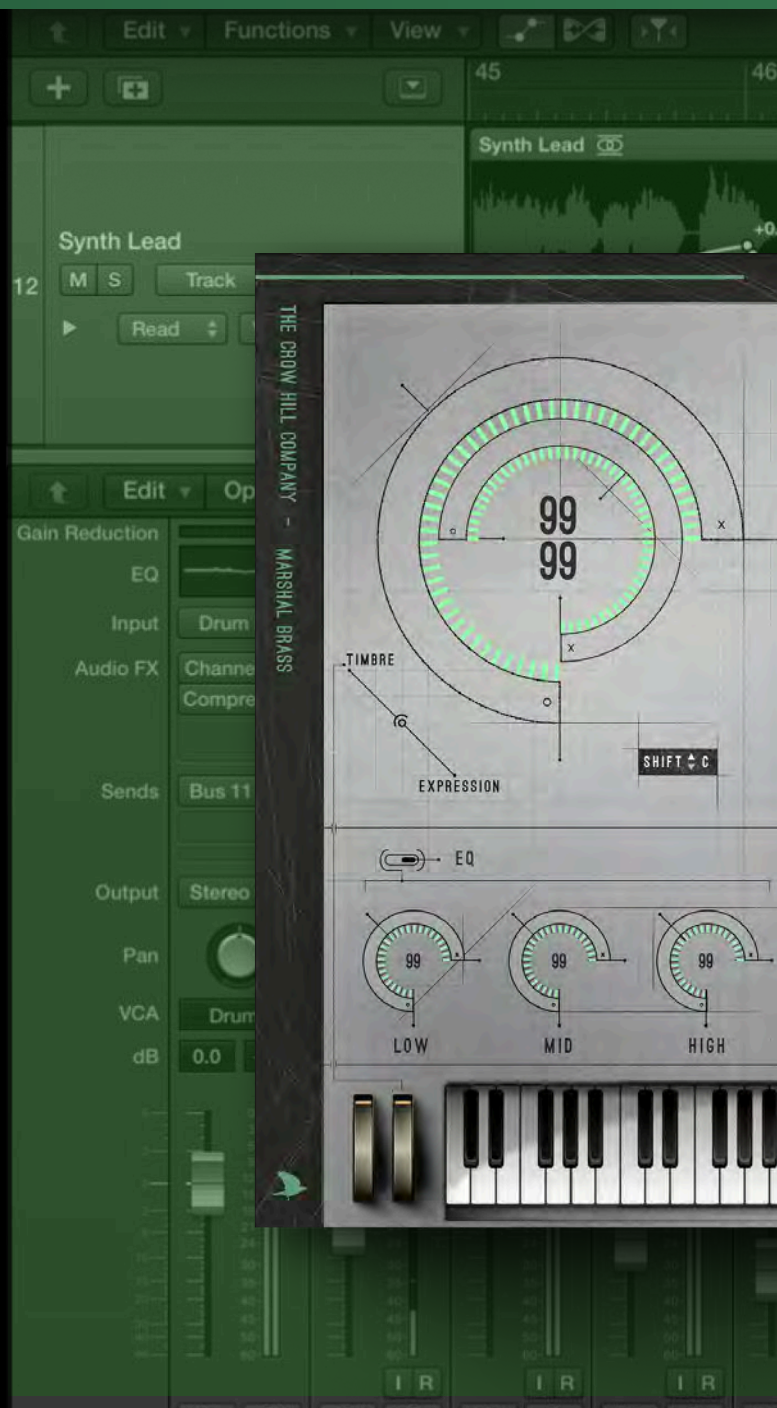 Edit Functions View
45 46
Synth Lead
Synth Lead
12 M S Track
Read
THE CROW HILL COMPANY - MARSHAL BRASS
99
99
X
X
TIMBRE
EXPRESSION
SHIFT C
EQ
99 99 99
LOW MID HIGH
Edit Op
Gain Reduction
EQ
Input Drum
Audio FX Channe
Compre
Sends Bus 11
Output Stereo
Pan
VCA Drum
dB 0.0
I R I R I R